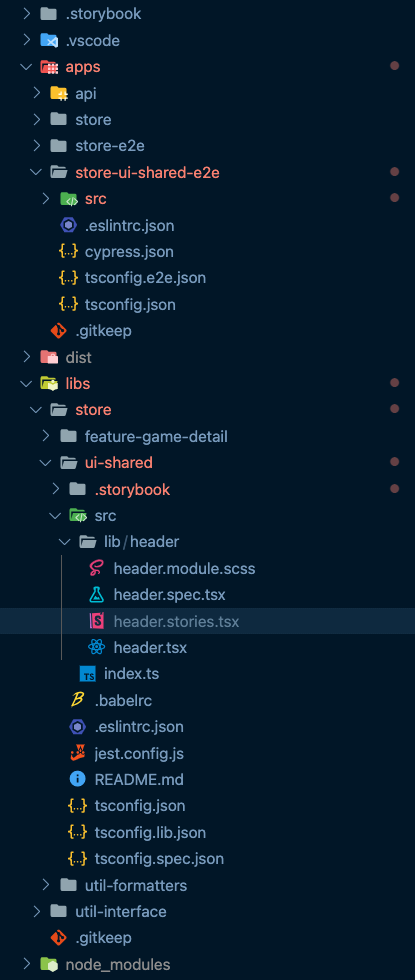 .storybook
.vscode
apps
api
store
store-e2e
store-ui-shared-e2e
src
.eslintrc.json
cypress.json
tsconfig.e2e.json
tsconfig.json
.gitkeep
dist
libs
store
feature-game-detail
ui-shared
.storybook
src
lib/header
header.module.scss
header.spec.tsx
header.stories.tsx
header.tsx
index.ts
.babelrc
.eslintrc.json
jest.config.js
README.md
tsconfig.json
tsconfig.lib.json
tsconfig.spec.json
util-formatters
util-interface
.gitkeep
node_modules